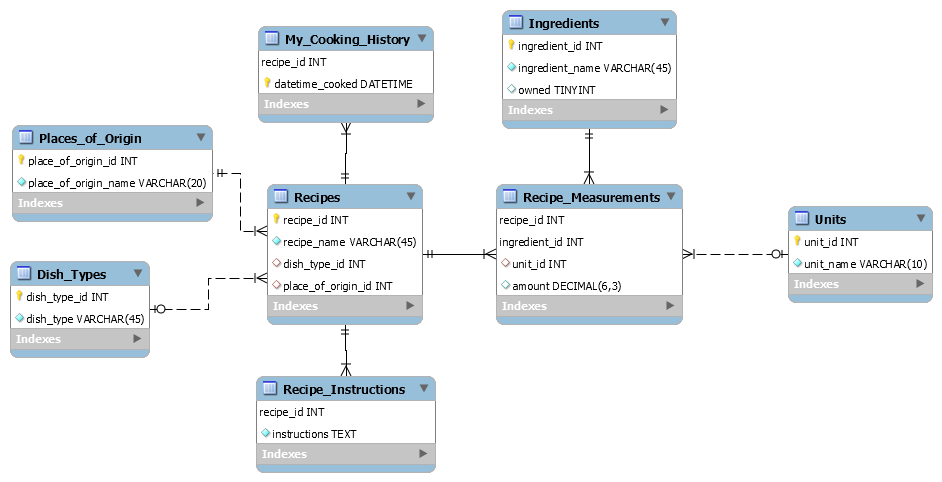 My_Cooking_History
recipe_id INT
datetime_cooked DATETIME
Indexes
Ingredients
ingredient_id INT
ingredient_name VARCHAR(45)
owned TINYINT
Indexes
Places_of_Origin
place_of_origin_id INT
place_of_origin_name VARCHAR(20)
Indexes
Recipes
recipe_id INT
recipe_name VARCHAR(45)
dish_type_id INT
place_of_origin_id INT
Indexes
Recipe_Measurements
recipe_id INT
ingredient_id INT
unit_id INT
amount DECIMAL(6,3)
Indexes
Units
unit_id INT
unit_name VARCHAR(10)
Indexes
Dish_Types
dish_type_id INT
dish_type VARCHAR(45)
Indexes
Recipe_Instructions
recipe_id INT
instructions TEXT
Indexes